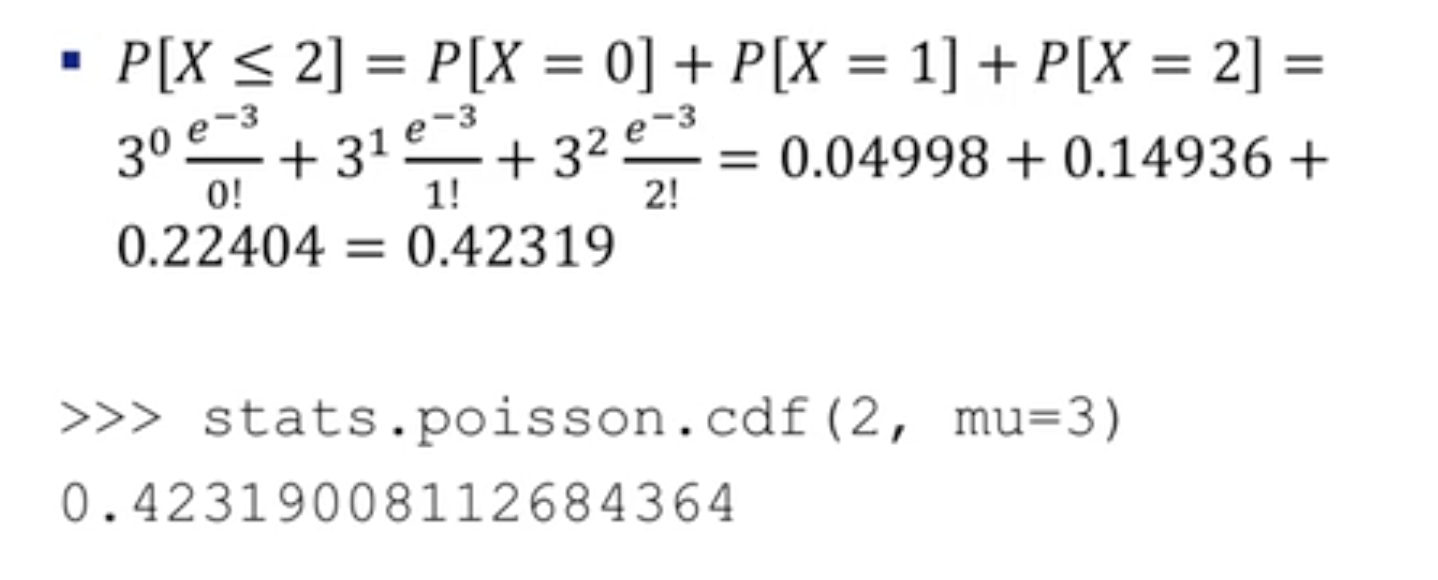 ▪ P[X ≤ 2] = P[X = 0] + P[X = 1] + P[X = 2] =
3⁰ e⁻³/0! + 3¹ e⁻³/1! + 3² e⁻³/2! = 0.04998 + 0.14936 +
0.22404 = 0.42319
>>> stats.poisson.cdf(2, mu=3)
0.42319008112684364